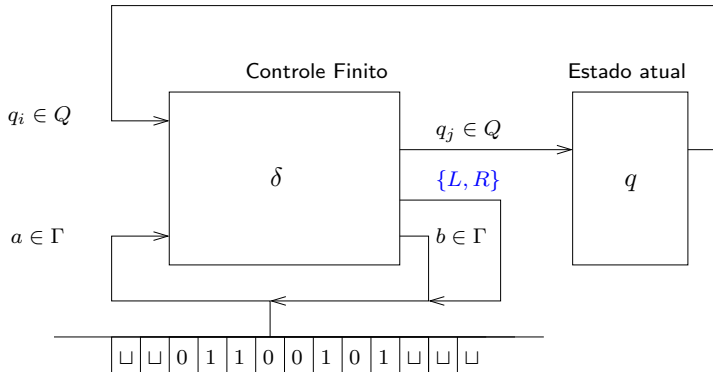 Controle Finito
Estado atual
q_i ∈ Q
q_j ∈ Q
{L, R}
δ
q
a ∈ Γ
b ∈ Γ
⊔ ⊔ 0 1 1 0 0 1 0 1 ⊔ ⊔ ⊔